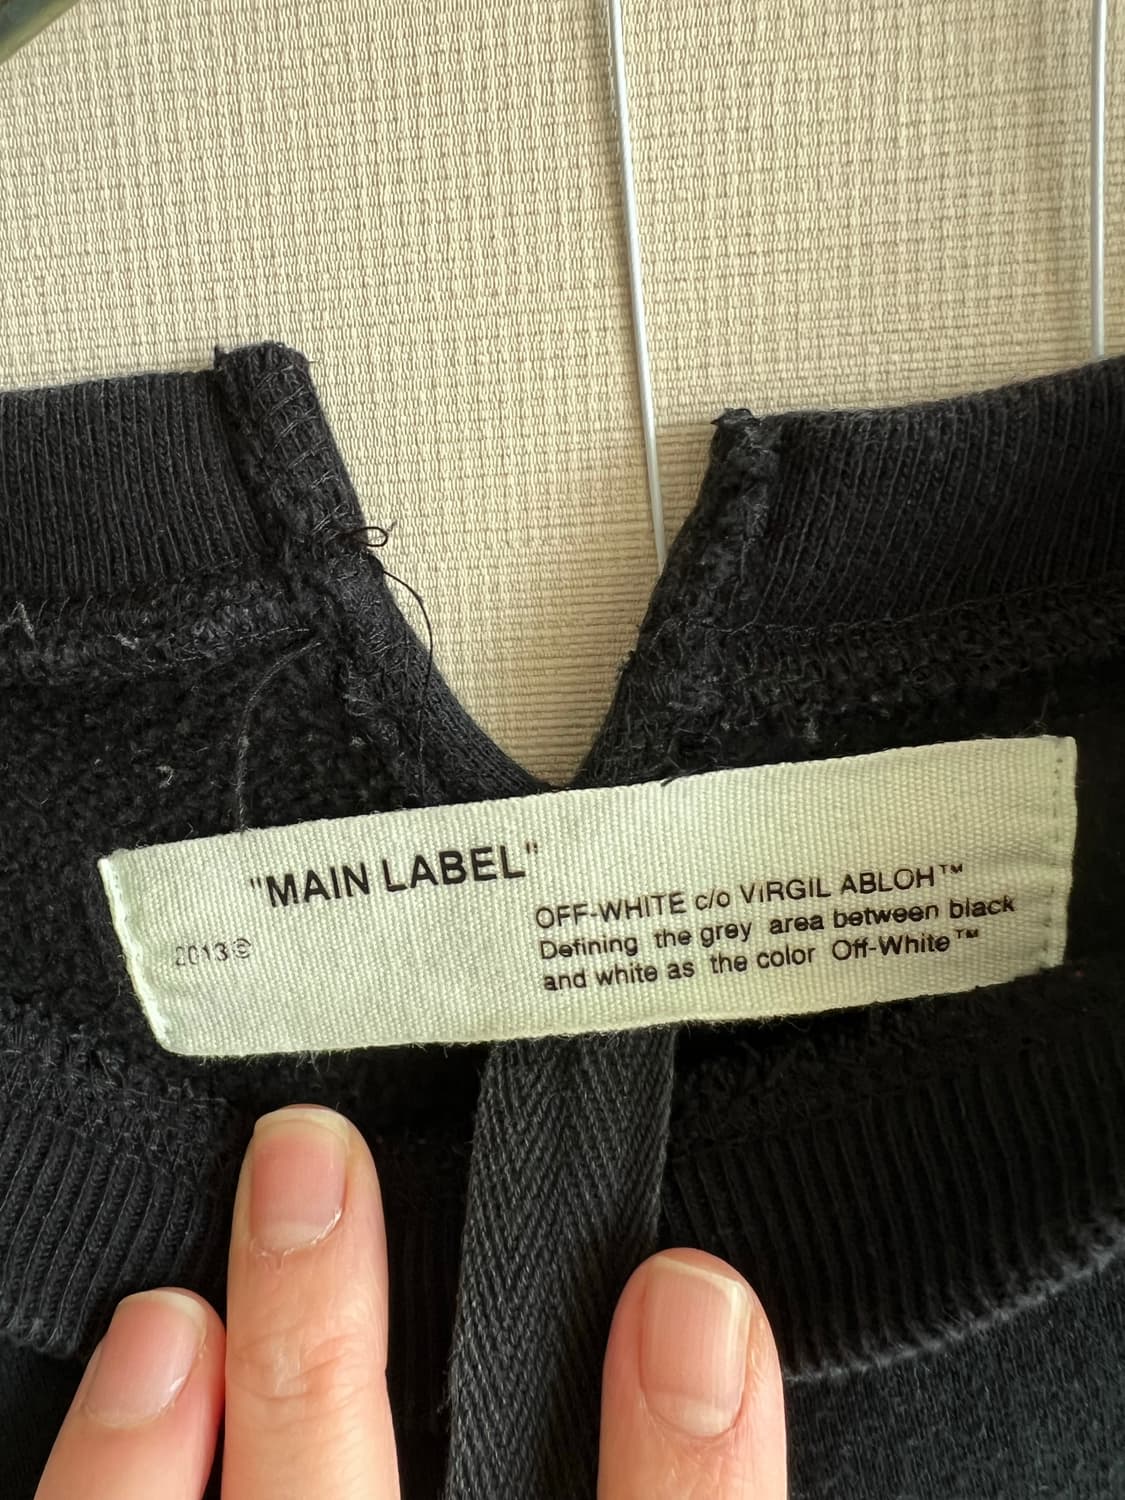 "MAIN LABEL"
2013©
OFF-WHITE c/o ViRGIL ABLOH™
Defining the grey area between black
and white as the color Off-White™